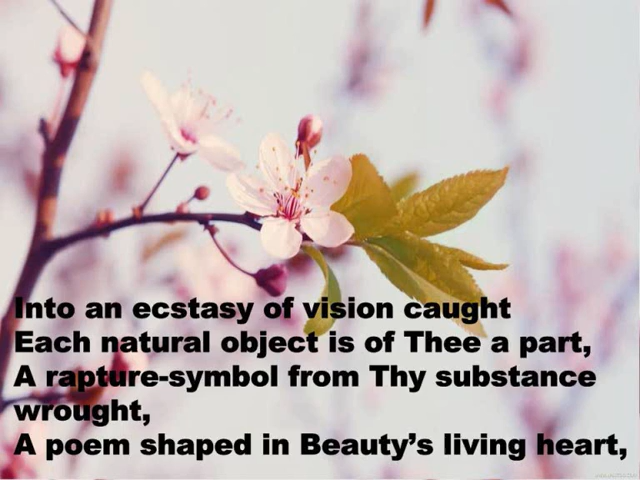 Into an ecstasy of vision caught
Each natural object is of Thee a part,
A rapture-symbol from Thy substance
wrought,
A poem shaped in Beauty’s living heart,